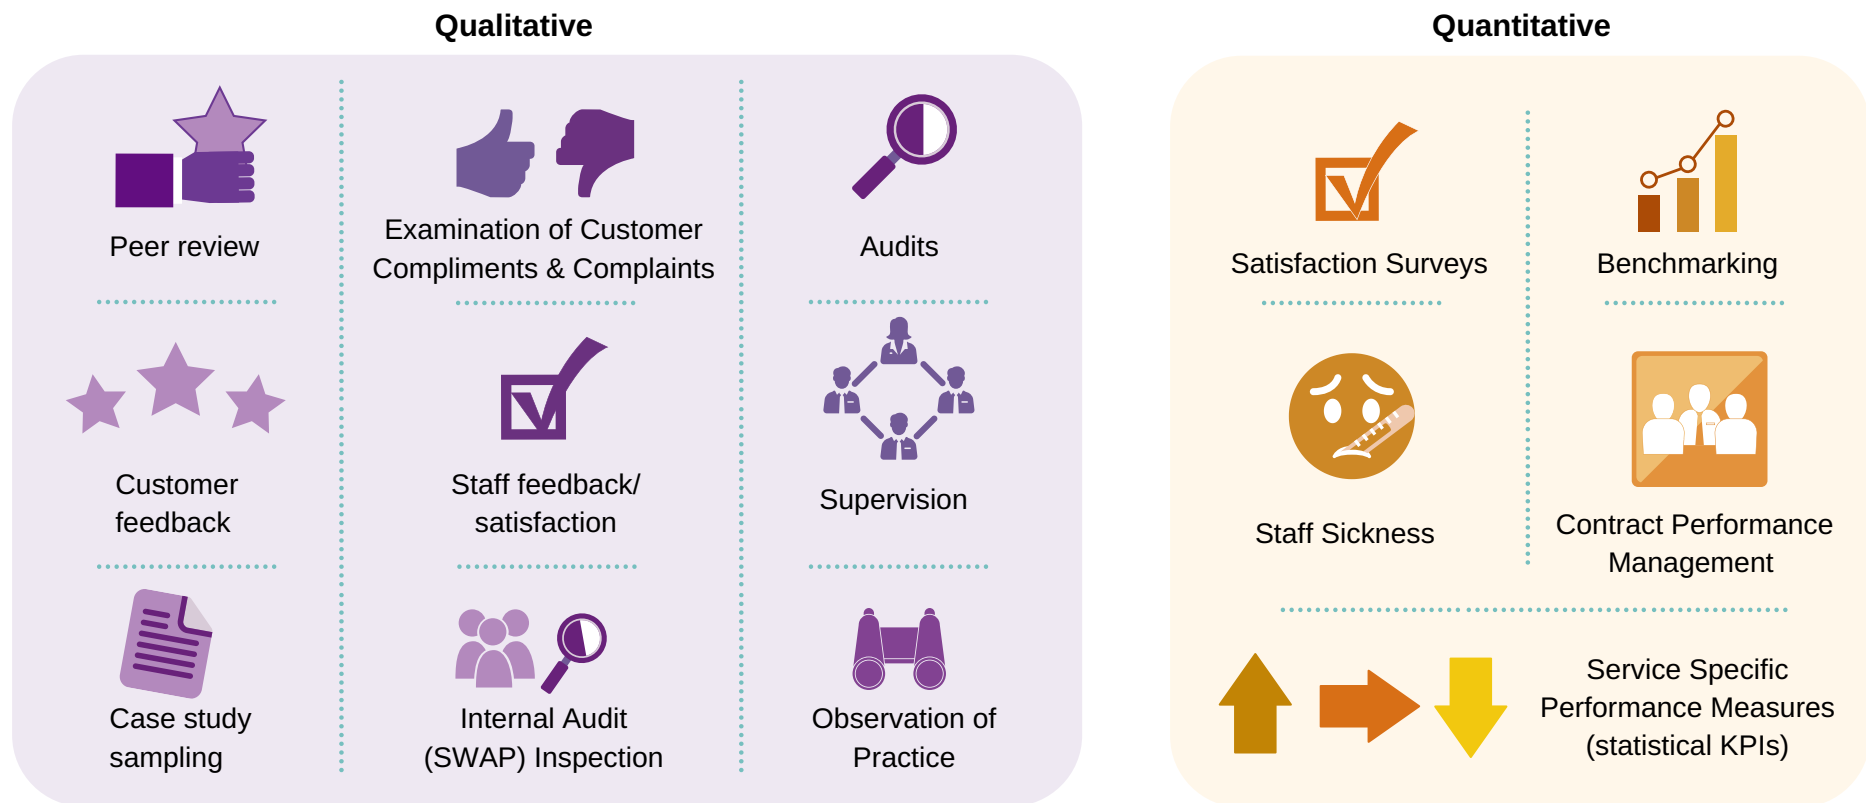 Qualitative
Peer review
Examination of Customer
Compliments & Complaints
Audits
Customer
feedback
Staff feedback/
satisfaction
Supervision
Case study
sampling
Internal Audit
(SWAP) Inspection
Observation of
Practice
Quantitative
Satisfaction Surveys
Benchmarking
Staff Sickness
Contract Performance
Management
Service Specific
Performance Measures
(statistical KPIs)